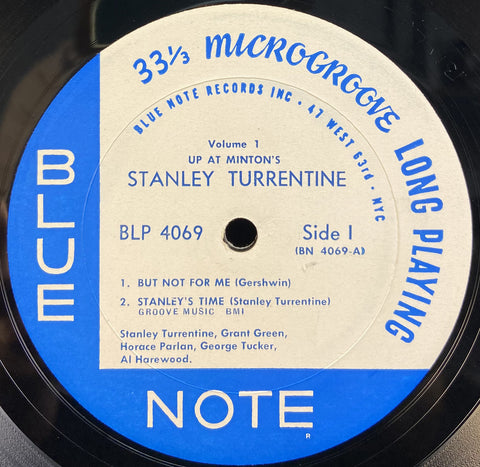 33⅓ MICROGROOVE LONG PLAYING
BLUE NOTE RECORDS INC · 47 WEST 63rd · NYC
Volume 1
UP AT MINTON'S
STANLEY TURRENTINE
BLP 4069 Side I
(BN 4069-A)
1. BUT NOT FOR ME (Gershwin)
2. STANLEY'S TIME (Stanley Turrentine)
GROOVE MUSIC BMI
Stanley Turrentine, Grant Green,
Horace Parlan, George Tucker,
Al Harewood.
BLUE
NOTE
R